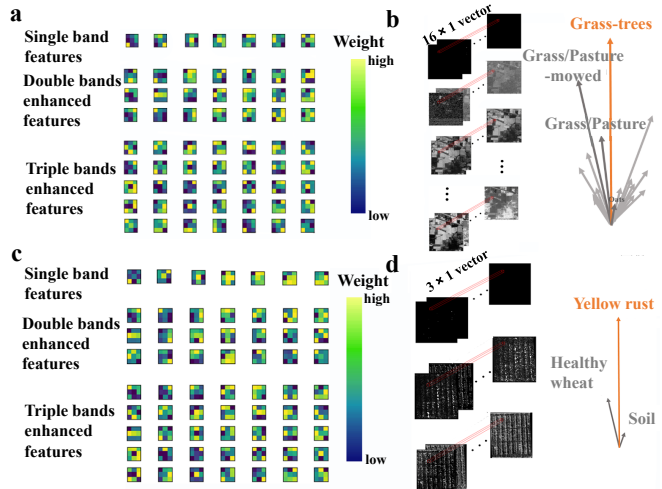 a
Single band
features
Double bands
enhanced features
Triple bands
enhanced
features
Weight
high
low
b
16 × 1 vector
Grass-trees
Grass/Pasture
-mowed
Grass/Pasture
Oats
c
Single band
features
Double bands
enhanced
features
Triple bands
enhanced
features
Weight
high
low
d
3 × 1 vector
Yellow rust
Healthy
wheat
Soil